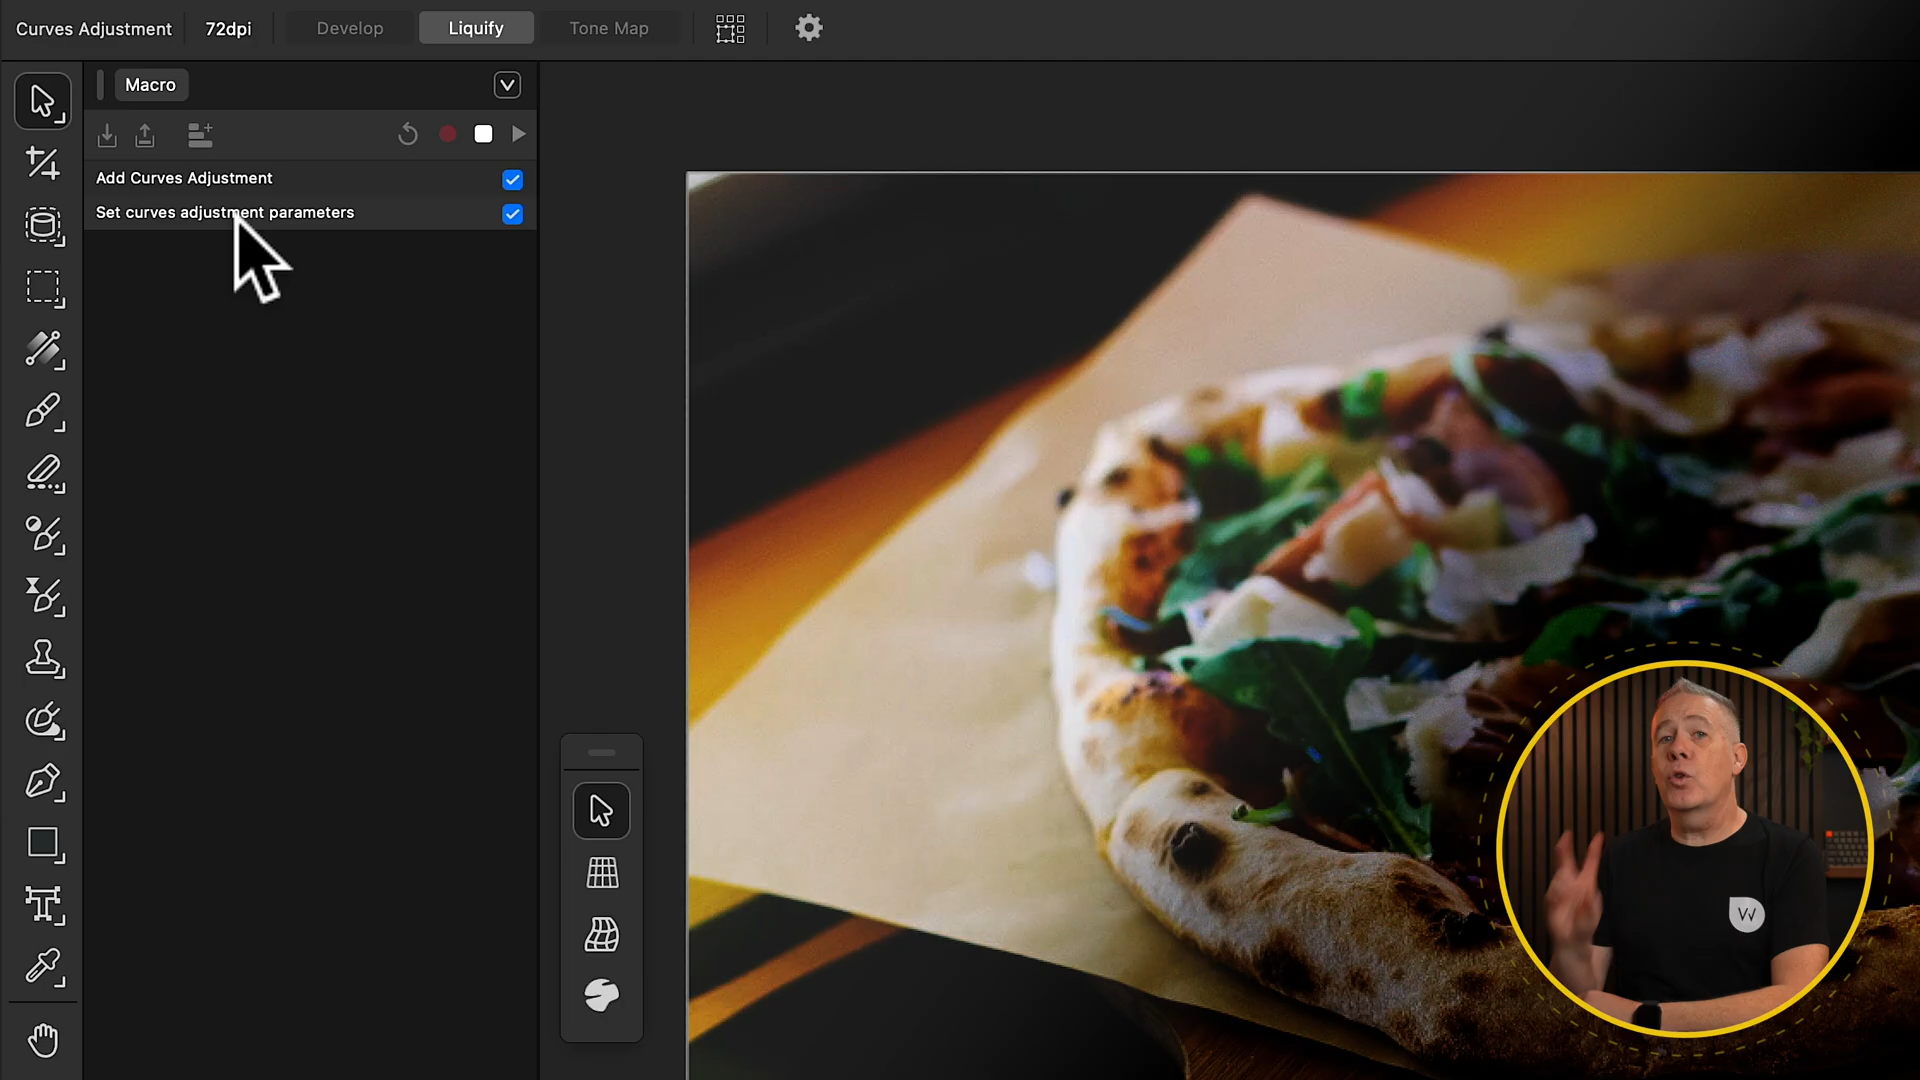 Curves Adjustment 72dpi Develop Liquify Tone Map
Macro
Add Curves Adjustment
Set curves adjustment parameters
W